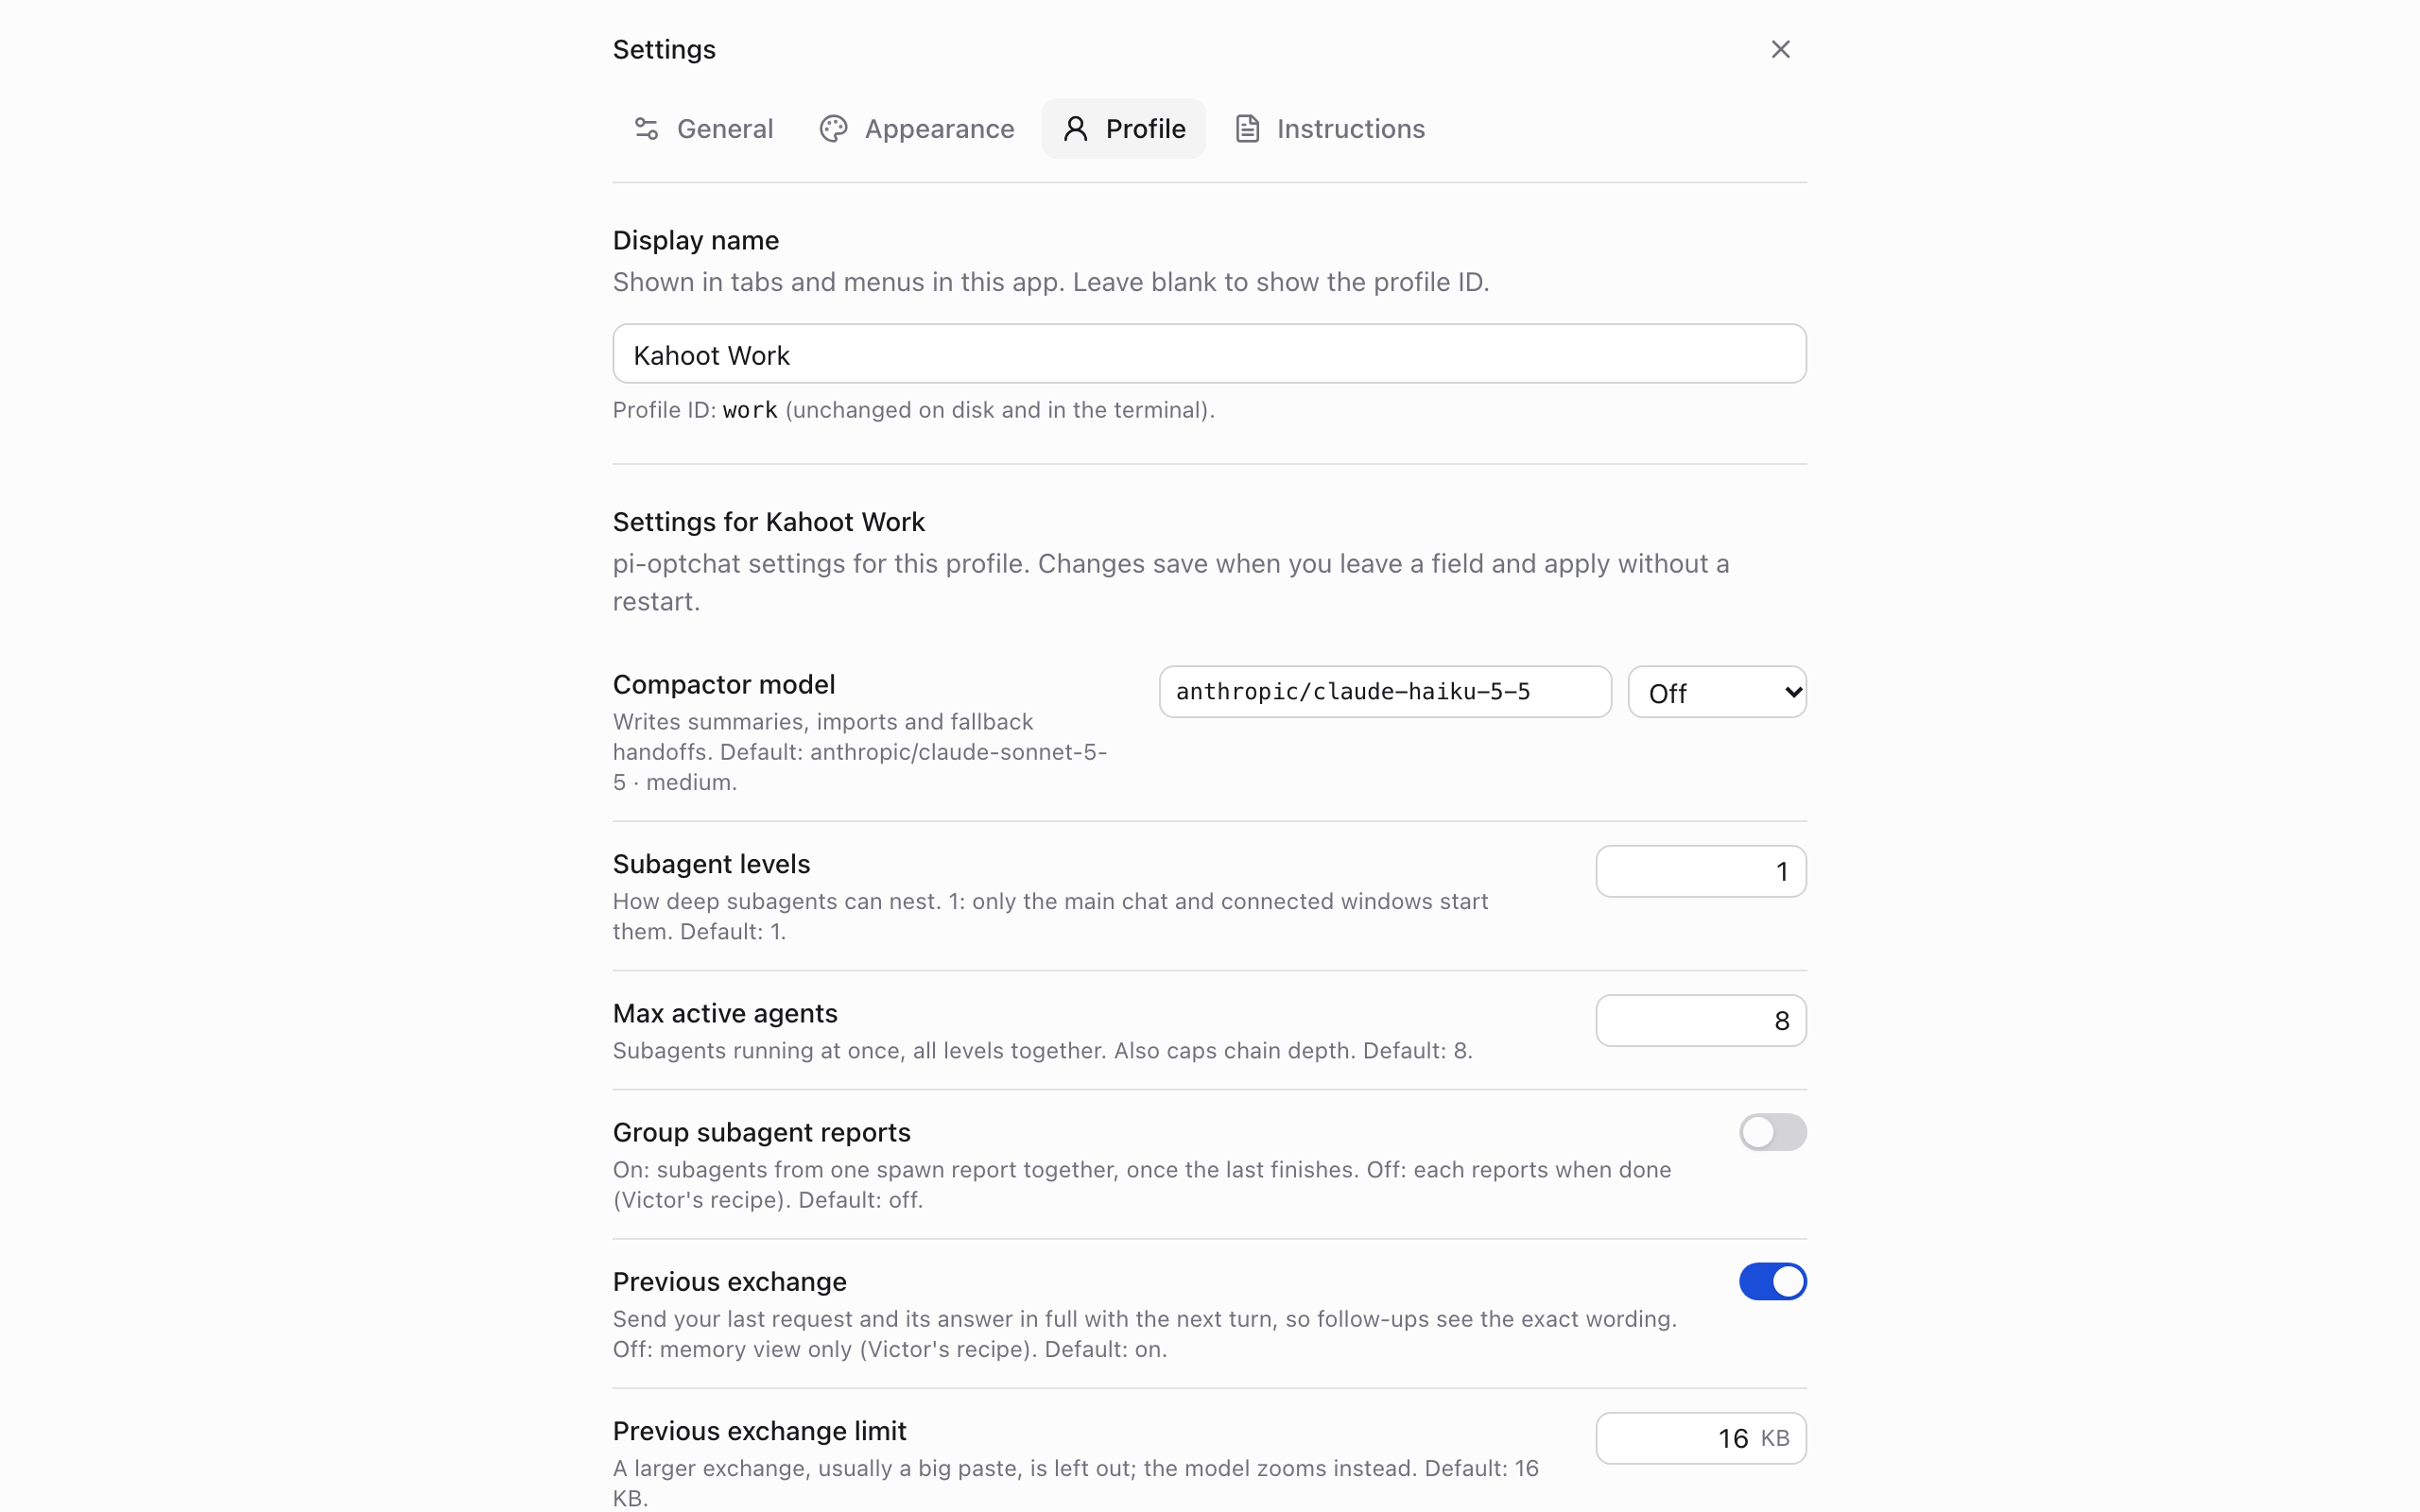 Settings
General
Appearance
Profile
Instructions
Display name
Shown in tabs and menus in this app. Leave blank to show the profile ID.
Kahoot Work
Profile ID: work (unchanged on disk and in the terminal).
Settings for Kahoot Work
pi-optchat settings for this profile. Changes save when you leave a field and apply without a
restart.
Compactor model
anthropic/claude-haiku-5-5
Off
Writes summaries, imports and fallback
handoffs. Default: anthropic/claude-sonnet-5-
5 · medium.
Subagent levels
1
How deep subagents can nest. 1: only the main chat and connected windows start
them. Default: 1.
Max active agents
8
Subagents running at once, all levels together. Also caps chain depth. Default: 8.
Group subagent reports
On: subagents from one spawn report together, once the last finishes. Off: each reports when done
(Victor's recipe). Default: off.
Previous exchange
Send your last request and its answer in full with the next turn, so follow-ups see the exact wording.
Off: memory view only (Victor's recipe). Default: on.
Previous exchange limit
16 KB
A larger exchange, usually a big paste, is left out; the model zooms instead. Default: 16
KB.